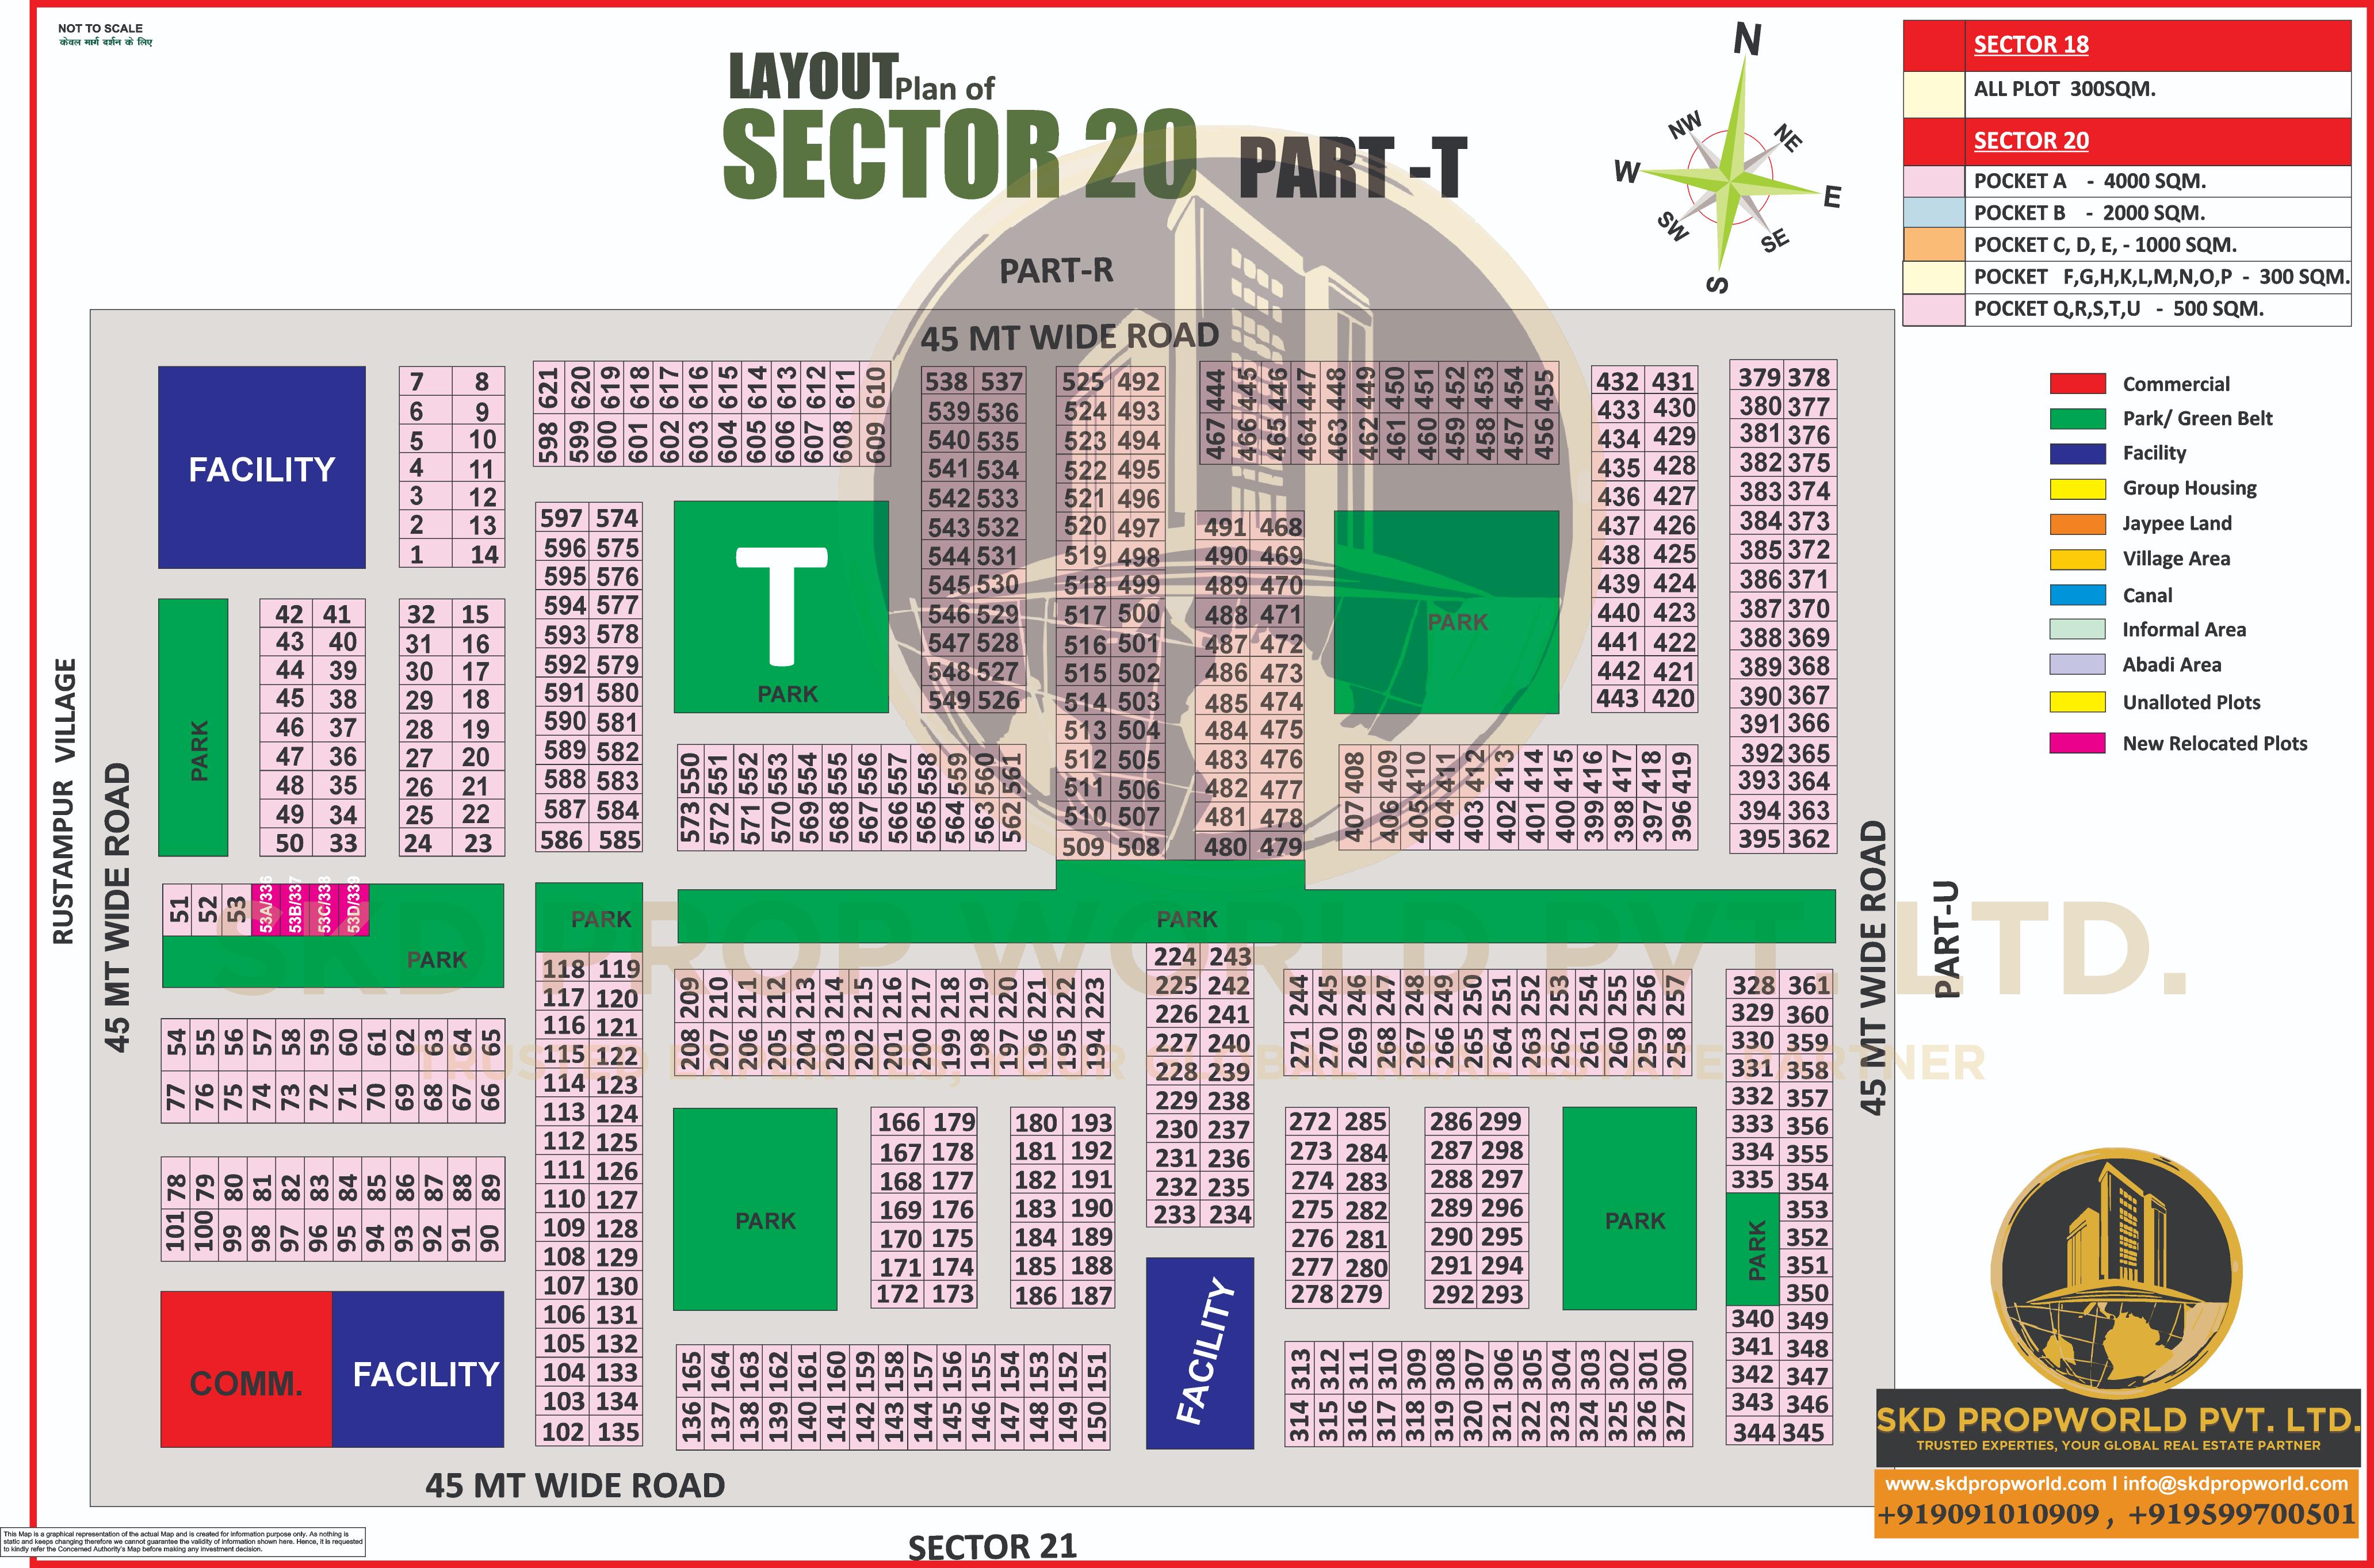 NOT TO SCALE
केवल मार्ग दर्शन के लिए
LAYOUT Plan of
SECTOR 20 PART -T
N
NW
NE
W
E
SW
SE
S
SECTOR 18
ALL PLOT 300SQM.
SECTOR 20
POCKET A - 4000 SQM.
POCKET B - 2000 SQM.
POCKET C, D, E, - 1000 SQM.
POCKET F,G,H,K,L,M,N,O,P - 300 SQM.
POCKET Q,R,S,T,U - 500 SQM.
Commercial
Park/ Green Belt
Facility
Group Housing
Jaypee Land
Village Area
Canal
Informal Area
Abadi Area
Unalloted Plots
New Relocated Plots
PART-R
45 MT WIDE ROAD
RUSTAMPUR VILLAGE
45 MT WIDE ROAD
FACILITY
7 8
6 9
5 10
4 11
3 12
2 13
1 14
PARK
42 41
43 40
44 39
45 38
46 37
47 36
48 35
49 34
50 33
32 15
31 16
30 17
29 18
28 19
27 20
26 21
25 22
24 23
621 620 619 618 617 616 615 614 613 612 611 610
598 599 600 601 602 603 604 605 606 607 608 609
597 574
596 575
595 576
594 577
593 578
592 579
591 580
590 581
589 582
588 583
587 584
586 585
T
PARK
550 551 552 553 554 555 556 557 558 559 560 561
573 572 571 570 569 568 567 566 565 564 563 562
538 537
539 536
540 535
541 534
542 533
543 532
544 531
545 530
546 529
547 528
548 527
549 526
525 492
524 493
523 494
522 495
521 496
520 497
519 498
518 499
517 500
516 501
515 502
514 503
513 504
512 505
511 506
510 507
509 508
444 445 446 447 448 449 450 451 452 453 454 455
467 466 465 464 463 462 461 460 459 458 457 456
491 468
490 469
489 470
488 471
487 472
486 473
485 474
484 475
483 476
482 477
481 478
480 479
PARK
408 409 410 411 412 413 414 415 416 417 418 419
407 406 405 404 403 402 401 400 399 398 397 396
432 431
433 430
434 429
435 428
436 427
437 426
438 425
439 424
440 423
441 422
442 421
443 420
379 378
380 377
381 376
382 375
383 374
384 373
385 372
386 371
387 370
388 369
389 368
390 367
391 366
392 365
393 364
394 363
395 362
45 MT WIDE ROAD
PART-U
51 52 53 53A/336 53B/337 53C/338 53D/339
PARK
PARK
PARK
SKD PROP WORLD PVT. LTD.
TRUSTED EXPERTIES, YOUR GLOBAL REAL ESTATE PARTNER
54 55 56 57 58 59 60 61 62 63 64 65
77 76 75 74 73 72 71 70 69 68 67 66
78 79 80 81 82 83 84 85 86 87 88 89
101 100 99 98 97 96 95 94 93 92 91 90
COMM.
FACILITY
118 119
117 120
116 121
115 122
114 123
113 124
112 125
111 126
110 127
109 128
108 129
107 130
106 131
105 132
104 133
103 134
102 135
209 210 211 212 213 214 215 216 217 218 219 220 221 222 223
208 207 206 205 204 203 202 201 200 199 198 197 196 195 194
PARK
166 179
167 178
168 177
169 176
170 175
171 174
172 173
180 193
181 192
182 191
183 190
184 189
185 188
186 187
165 164 163 162 161 160 159 158 157 156 155 154 153 152 151
136 137 138 139 140 141 142 143 144 145 146 147 148 149 150
224 243
225 242
226 241
227 240
228 239
229 238
230 237
231 236
232 235
233 234
FACILITY
244 245 246 247 248 249 250 251 252 253 254 255 256 257
271 270 269 268 267 266 265 264 263 262 261 260 259 258
272 285
273 284
274 283
275 282
276 281
277 280
278 279
286 299
287 298
288 297
289 296
290 295
291 294
292 293
PARK
313 312 311 310 309 308 307 306 305 304 303 302 301 300
314 315 316 317 318 319 320 321 322 323 324 325 326 327
328 361
329 360
330 359
331 358
332 357
333 356
334 355
335 354
PARK
353
352
351
350
340 349
341 348
342 347
343 346
344 345
45 MT WIDE ROAD
SECTOR 21
SKD PROPWORLD PVT. LTD.
TRUSTED EXPERTIES, YOUR GLOBAL REAL ESTATE PARTNER
www.skdpropworld.com I info@skdpropworld.com
+919091010909 , +919599700501
This Map is a graphical representation of the actual Map and is created for information purpose only. As nothing is
static and keeps changing therefore we cannot guarantee the validity of information shown here. Hence, it is requested
to kindly refer the Concerned Authority's Map before making any investment decision.